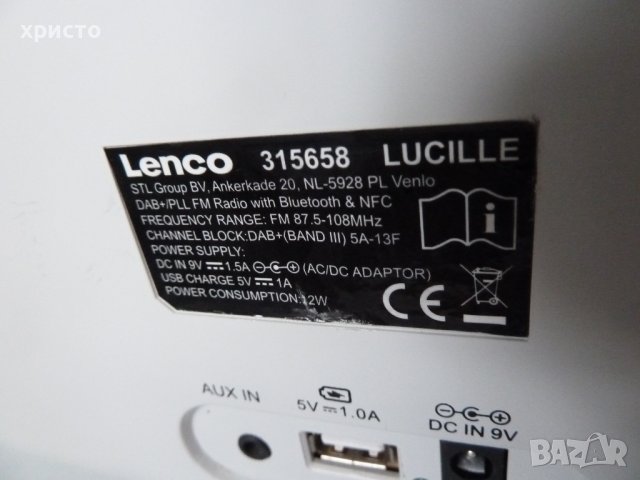 христо
Lenco 315658 LUCILLE
STL Group BV, Ankerkade 20, NL-5928 PL Venlo
DAB+/PLL FM Radio with Bluetooth & NFC
FREQUENCY RANGE: FM 87.5-108MHz
CHANNEL BLOCK:DAB+(BAND III) 5A-13F
POWER SUPPLY:
DC IN 9V 1.5A (AC/DC ADAPTOR)
USB CHARGE 5V 1A
POWER CONSUMPTION:12W
CE
AUX IN
5V 1.0A
DC IN 9V
BAZAR
bg